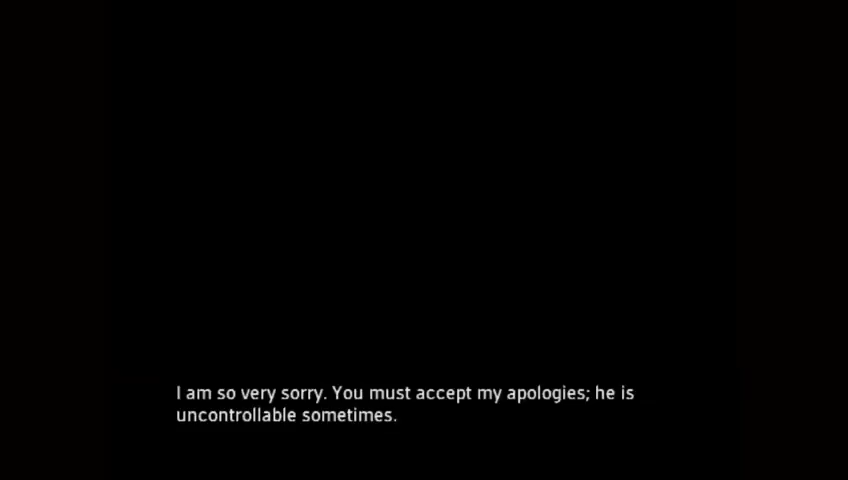 I am so very sorry. You must accept my apologies; he is
uncontrollable sometimes.